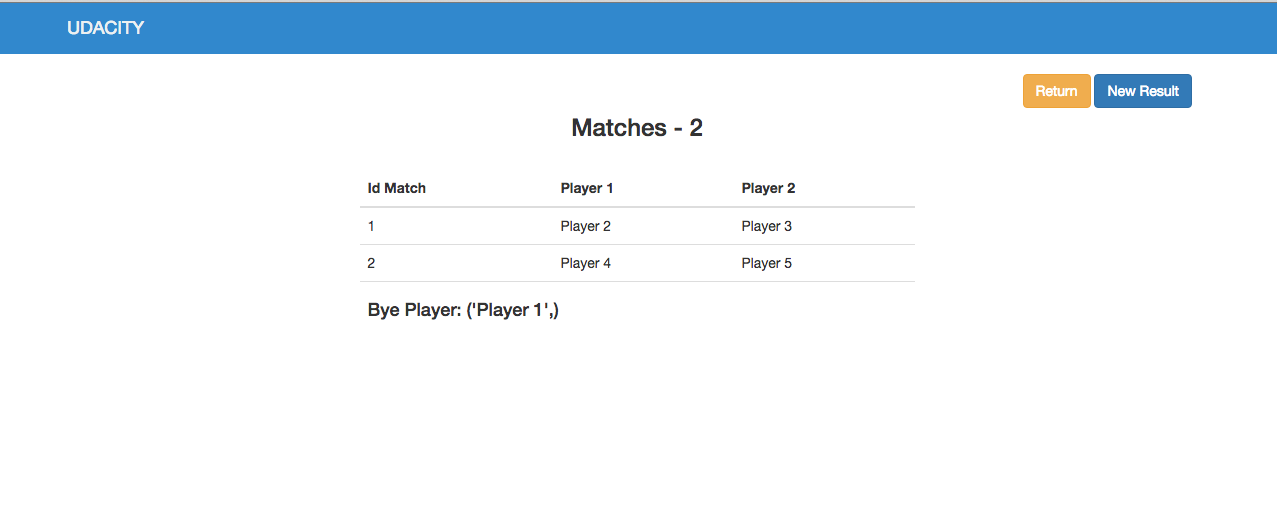 UDACITY
Return New Result
Matches - 2
Id Match Player 1 Player 2
1 Player 2 Player 3
2 Player 4 Player 5
Bye Player: ('Player 1',)